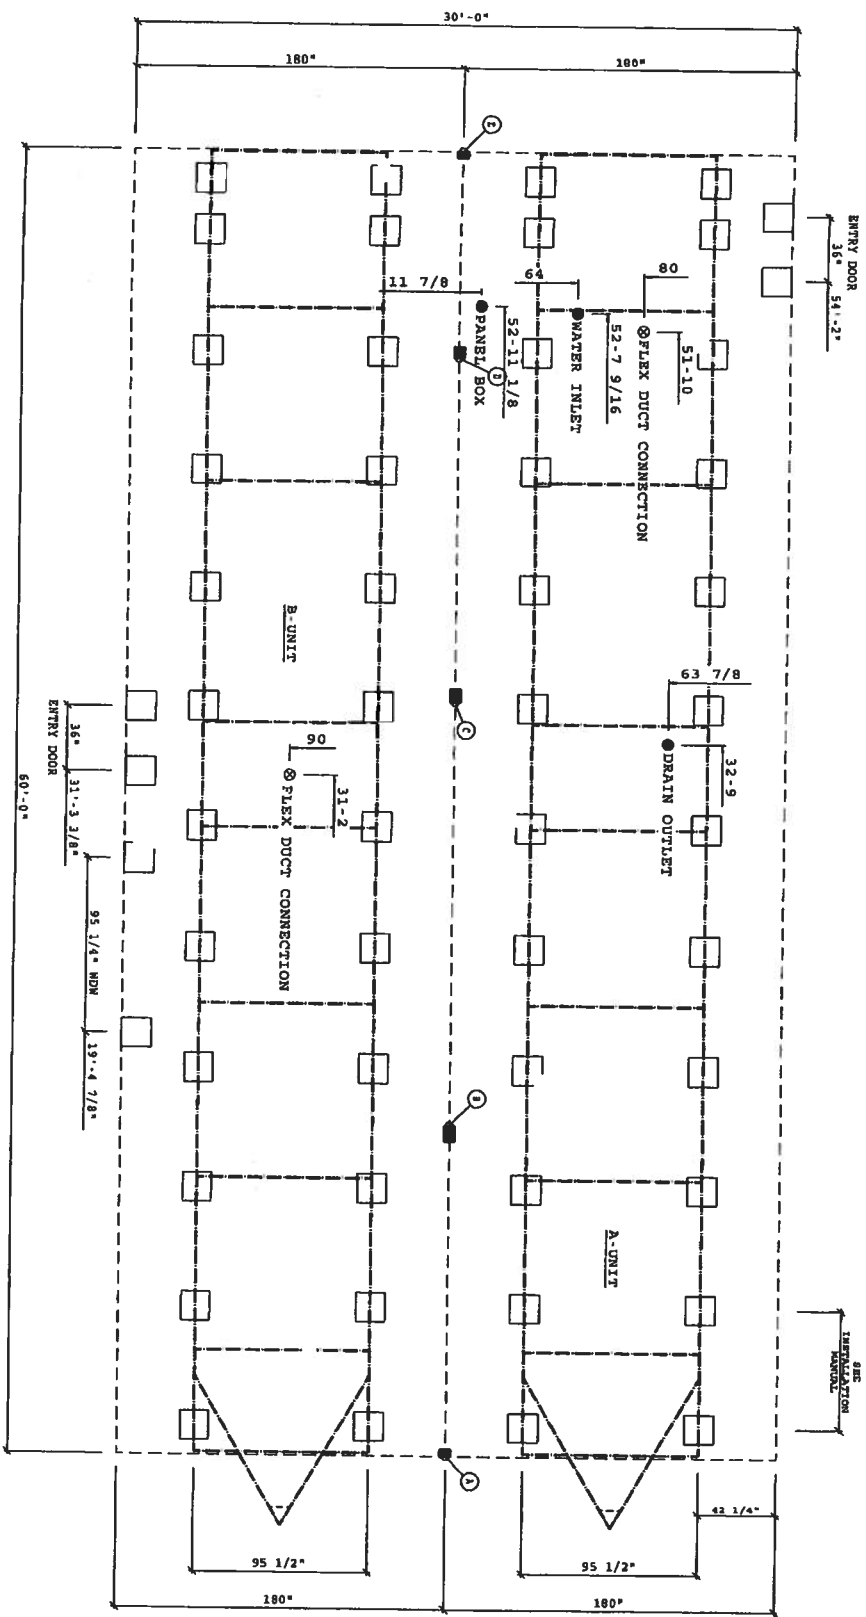 30'-0"
180"
180"
E
ENTRY DOOR
36"
54'-2"
11 7/8
64
80
PANEL BOX
52-11 1/8
D
WATER INLET
52-7 9/16
FLEX DUCT CONNECTION
51-10
B-UNIT
C
63 7/8
DRAIN OUTLET
32-9
ENTRY DOOR
36"
31'-3 3/8"
90
FLEX DUCT CONNECTION
31-2
60'-0"
95 1/4" WDW
19'-4 7/8"
B
A-UNIT
SEE
INSTALLATION
MANUAL
A
42 1/4"
95 1/2"
95 1/2"
180"
180"